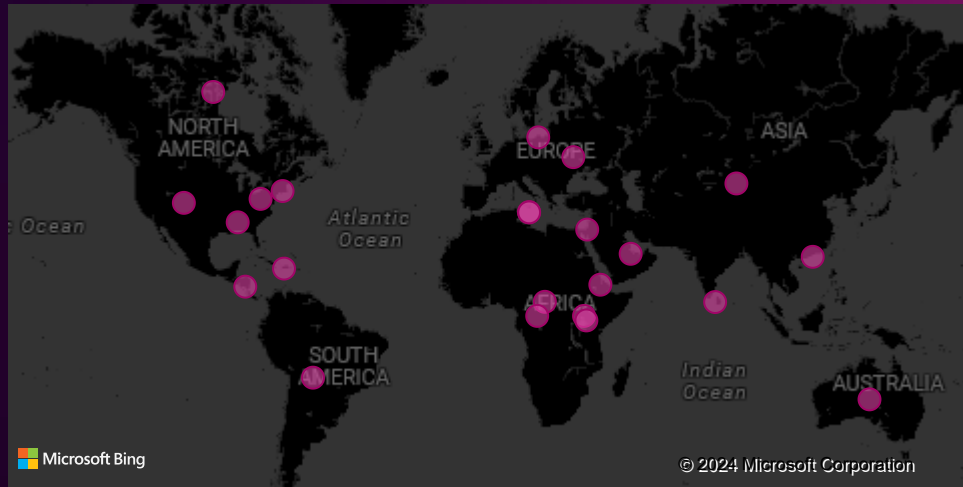 NORTH
AMERICA
ASIA
EUROPE
c Ocean
Atlantic
Ocean
AFRICA
SOUTH
AMERICA
Indian
Ocean
AUSTRALIA
Microsoft Bing
© 2024 Microsoft Corporation